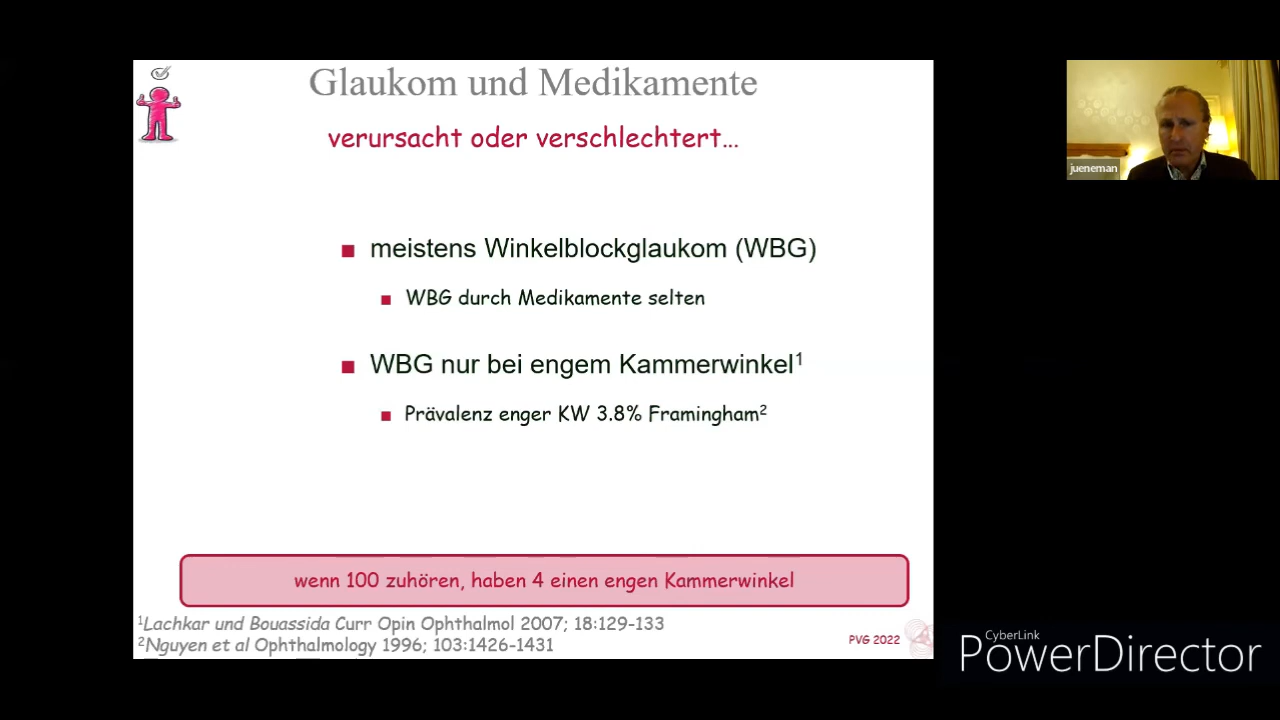 Glaukom und Medikamente
verursacht oder verschlechtert...
meistens Winkelblockglaukom (WBG)
WBG durch Medikamente selten
WBG nur bei engem Kammerwinkel¹
Prävalenz enger KW 3.8% Framingham²
wenn 100 zuhören, haben 4 einen engen Kammerwinkel
¹Lachkar und Bouassida Curr Opin Ophthalmol 2007; 18:129-133
²Nguyen et al Ophthalmology 1996; 103:1426-1431
PVG 2022
jueneman
CyberLink
PowerDirector